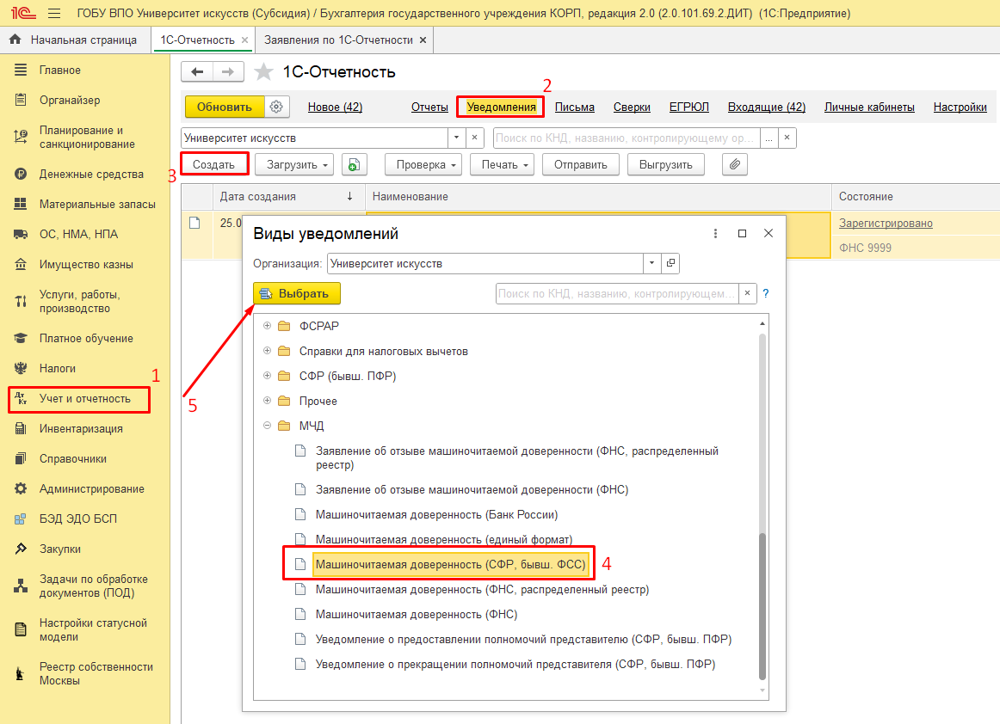 1С ГОБУ ВПО Университет искусств (Субсидия) / Бухгалтерия государственного учреждения КОРП, редакция 2.0 (2.0.101.69.2.ДИТ) (1С:Предприятие)
Начальная страница
1С-Отчетность ×
Заявления по 1С-Отчетности ×
Главное
Органайзер
Планирование и
санкционирование
Денежные средства
Материальные запасы
ОС, НМА, НПА
Имущество казны
Услуги, работы,
производство
Платное обучение
Налоги
1
Учет и отчетность
Дт
Кт
Инвентаризация
Справочники
Администрирование
БЭД ЭДО БСП
Закупки
Задачи по обработке
документов (ПОД)
Настройки статусной
модели
Реестр собственности
Москвы
1С-Отчетность
2
Обновить
Новое (42)
Отчеты
Уведомления
Письма
Сверки
ЕГРЮЛ
Входящие (42)
Личные кабинеты
Настройки
Университет искусств
Поиск по КНД, названию, контролирующему ор...
...
3
Создать
Загрузить
Проверка
Печать
Отправить
Выгрузить
Дата создания ↓
Наименование
Состояние
25.0
Зарегистрировано
ФНС 9999
Виды уведомлений
Организация: Университет искусств
Выбрать
Поиск по КНД, названию, контролирующем...
× ?
5
ФСРАР
Справки для налоговых вычетов
СФР (бывш. ПФР)
Прочее
МЧД
Заявление об отзыве машиночитаемой доверенности (ФНС, распределенный
реестр)
Заявление об отзыве машиночитаемой доверенности (ФНС)
Машиночитаемая доверенность (Банк России)
Машиночитаемая доверенность (единый формат)
Машиночитаемая доверенность (СФР, бывш. ФСС)
4
Машиночитаемая доверенность (ФНС, распределенный реестр)
Машиночитаемая доверенность (ФНС)
Уведомление о предоставлении полномочий представителю (СФР, бывш. ПФР)
Уведомление о прекращении полномочий представителя (СФР, бывш. ПФР)